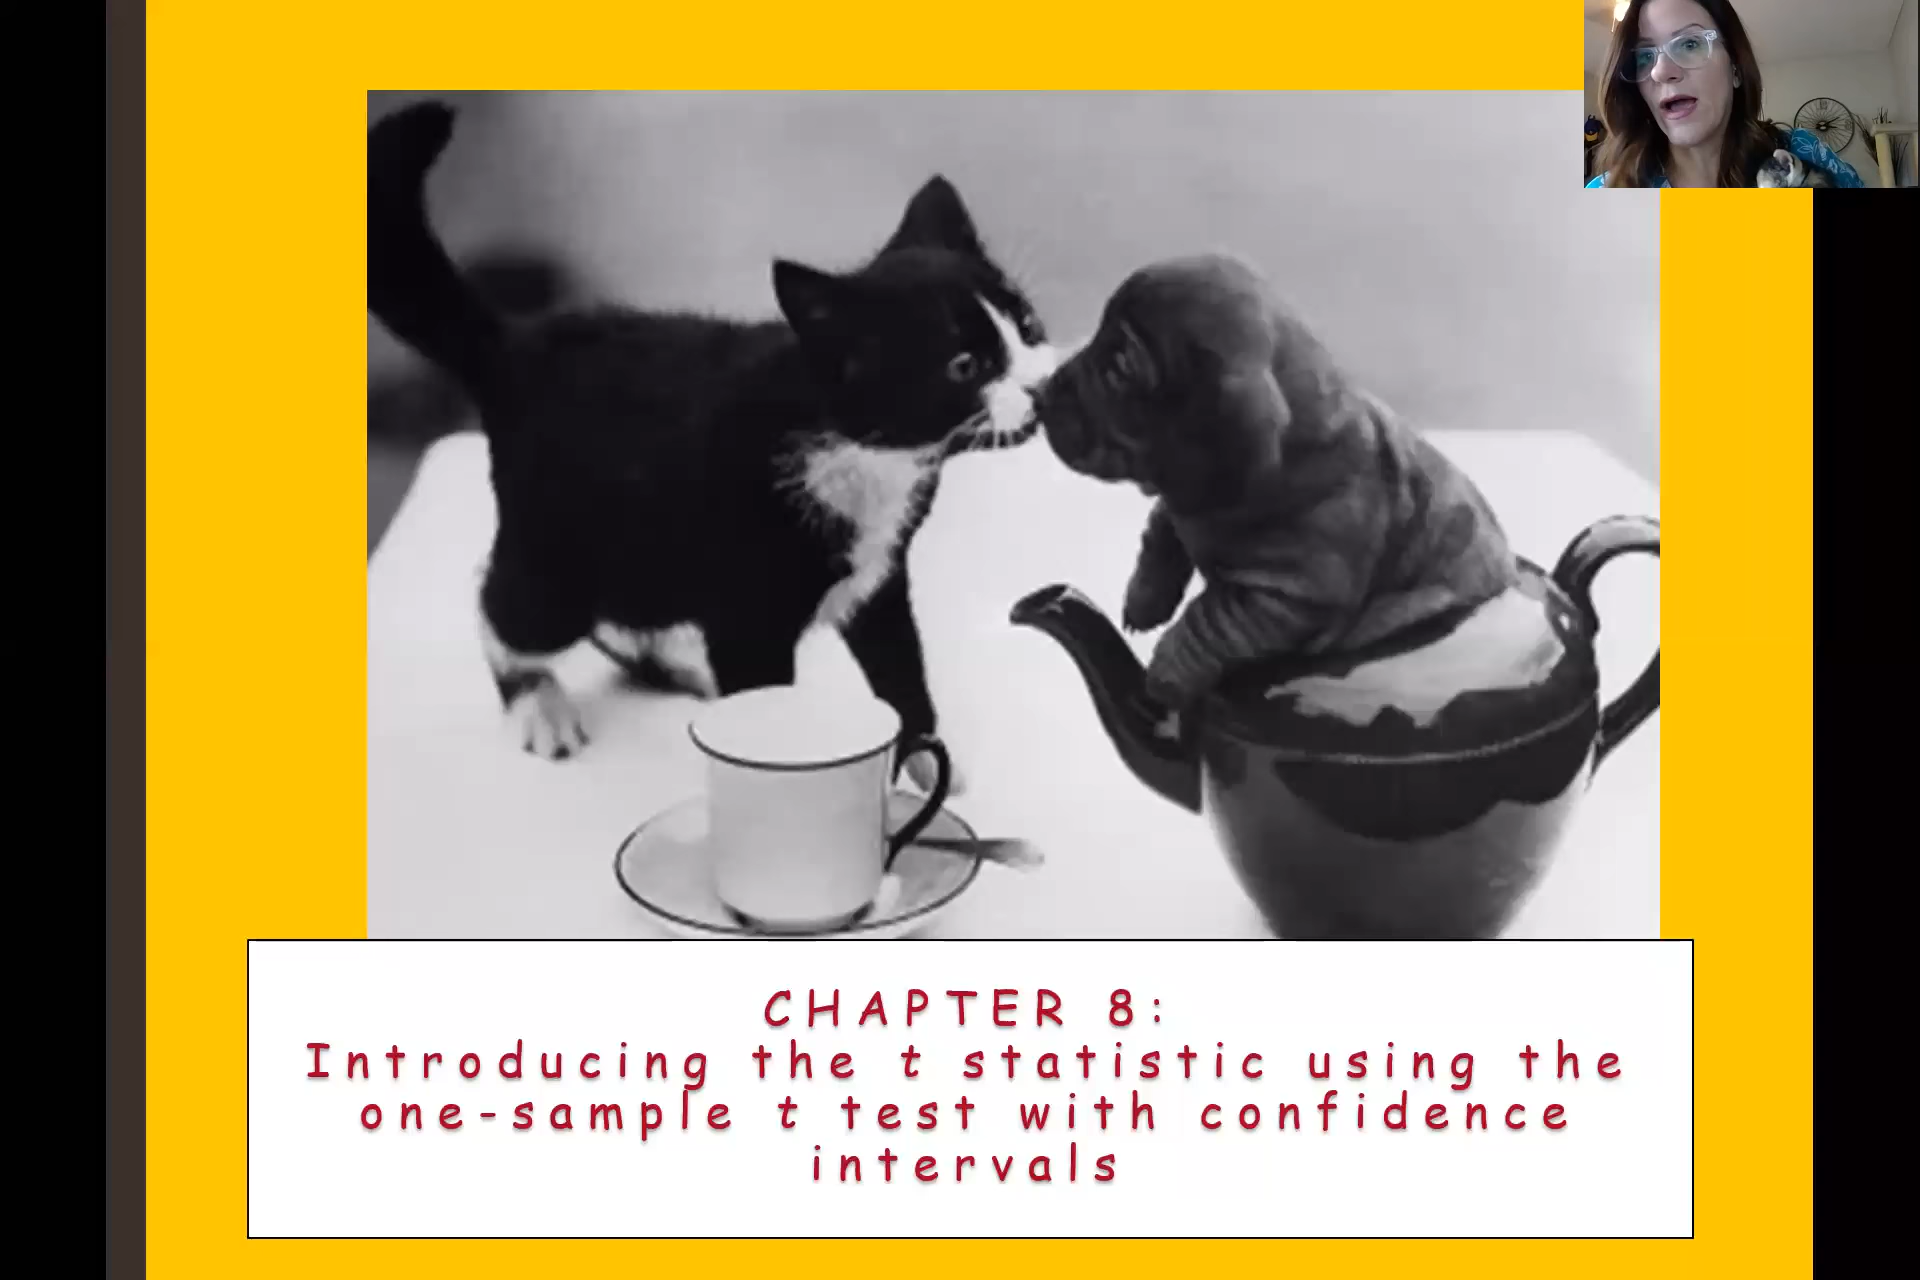 CHAPTER 8:
Introducing the t statistic using the
one-sample t test with confidence
intervals